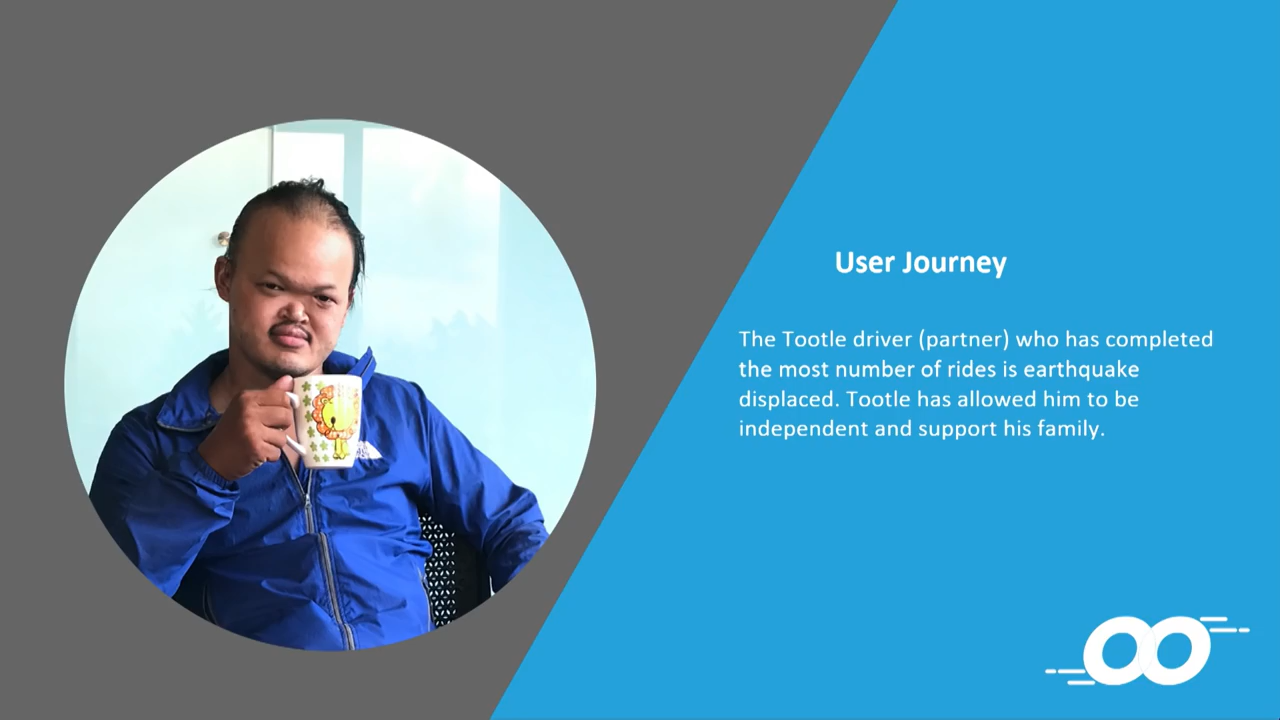 User Journey
The Tootle driver (partner) who has completed
the most number of rides is earthquake
displaced. Tootle has allowed him to be
independent and support his family.